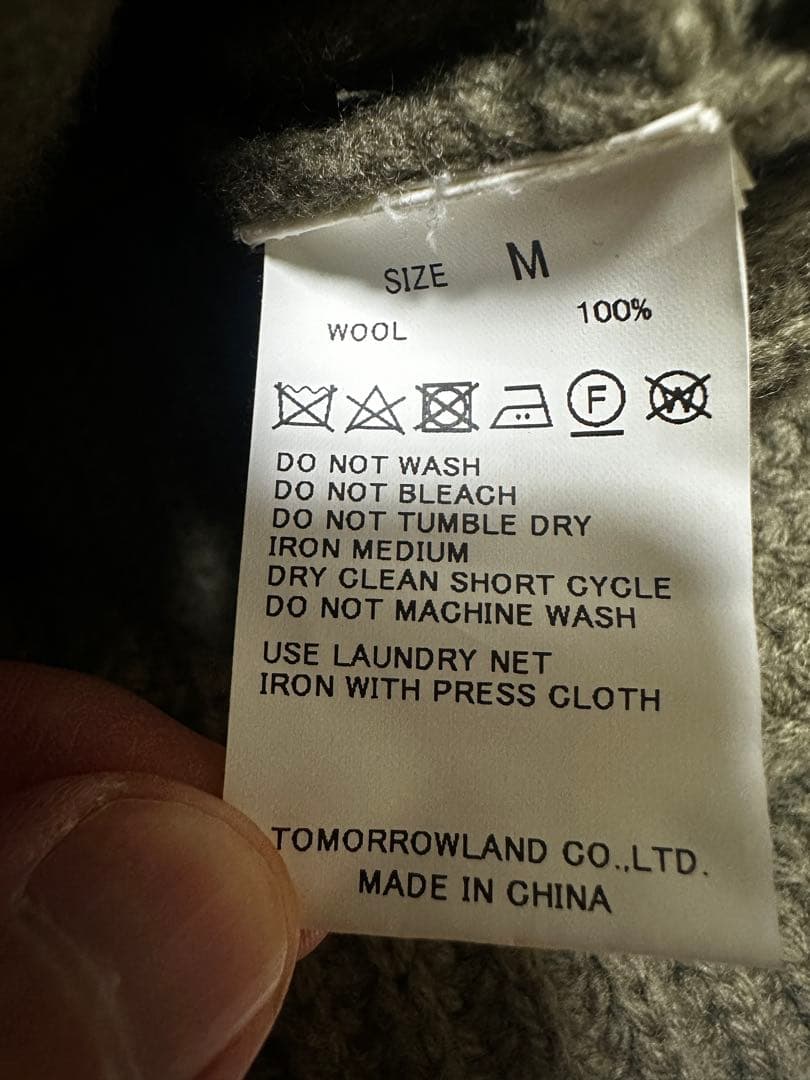 SIZE M
WOOL 100%
F W
DO NOT WASH
DO NOT BLEACH
DO NOT TUMBLE DRY
IRON MEDIUM
DRY CLEAN SHORT CYCLE
DO NOT MACHINE WASH
USE LAUNDRY NET
IRON WITH PRESS CLOTH
TOMORROWLAND CO.,LTD.
MADE IN CHINA